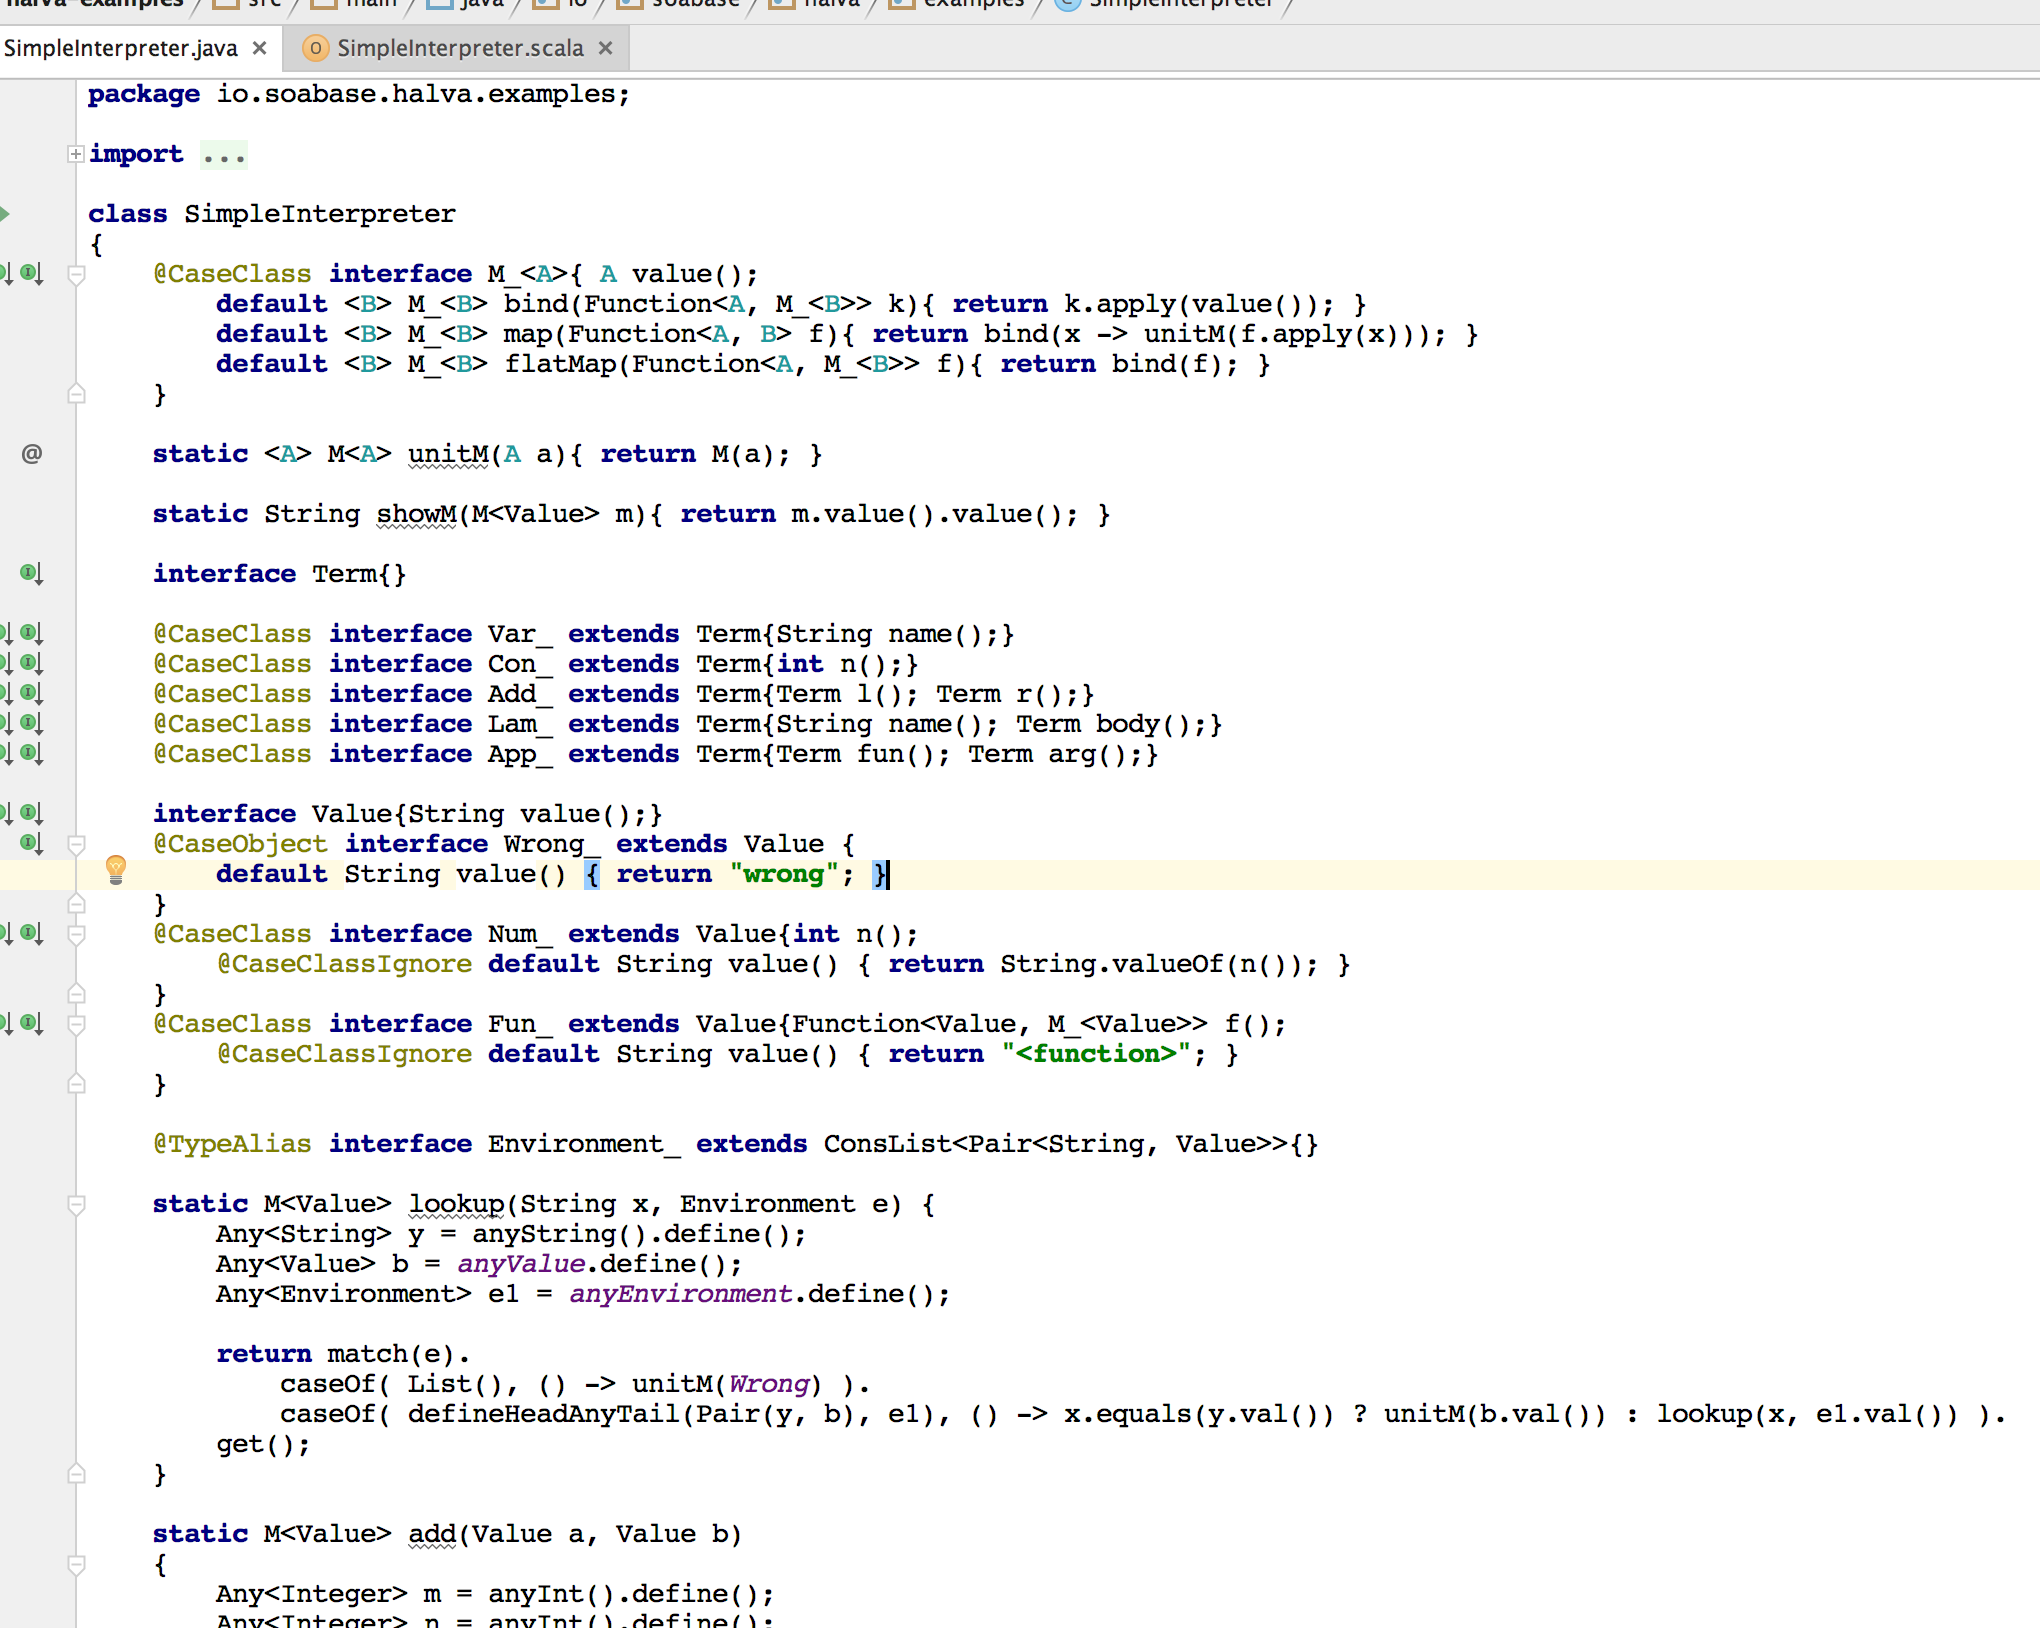 halva-examples src main java io soabase halva examples SimpleInterpreter
SimpleInterpreter.java × O SimpleInterpreter.scala ×
package io.soabase.halva.examples;
import ...
class SimpleInterpreter
{
@CaseClass interface M_<A>{ A value();
default <B> M_<B> bind(Function<A, M_<B>> k){ return k.apply(value()); }
default <B> M_<B> map(Function<A, B> f){ return bind(x -> unitM(f.apply(x))); }
default <B> M_<B> flatMap(Function<A, M_<B>> f){ return bind(f); }
}
@ static <A> M<A> unitM(A a){ return M(a); }
static String showM(M<Value> m){ return m.value().value(); }
interface Term{}
@CaseClass interface Var_ extends Term{String name();}
@CaseClass interface Con_ extends Term{int n();}
@CaseClass interface Add_ extends Term{Term l(); Term r();}
@CaseClass interface Lam_ extends Term{String name(); Term body();}
@CaseClass interface App_ extends Term{Term fun(); Term arg();}
interface Value{String value();}
@CaseObject interface Wrong_ extends Value {
default String value() { return "wrong"; }
}
@CaseClass interface Num_ extends Value{int n();
@CaseClassIgnore default String value() { return String.valueOf(n()); }
}
@CaseClass interface Fun_ extends Value{Function<Value, M_<Value>> f();
@CaseClassIgnore default String value() { return "<function>"; }
}
@TypeAlias interface Environment_ extends ConsList<Pair<String, Value>>{}
static M<Value> lookup(String x, Environment e) {
Any<String> y = anyString().define();
Any<Value> b = anyValue.define();
Any<Environment> e1 = anyEnvironment.define();
return match(e).
caseOf( List(), () -> unitM(Wrong) ).
caseOf( defineHeadAnyTail(Pair(y, b), e1), () -> x.equals(y.val()) ? unitM(b.val()) : lookup(x, e1.val()) ).
get();
}
static M<Value> add(Value a, Value b)
{
Any<Integer> m = anyInt().define();
Any<Integer> n = anyInt().define();